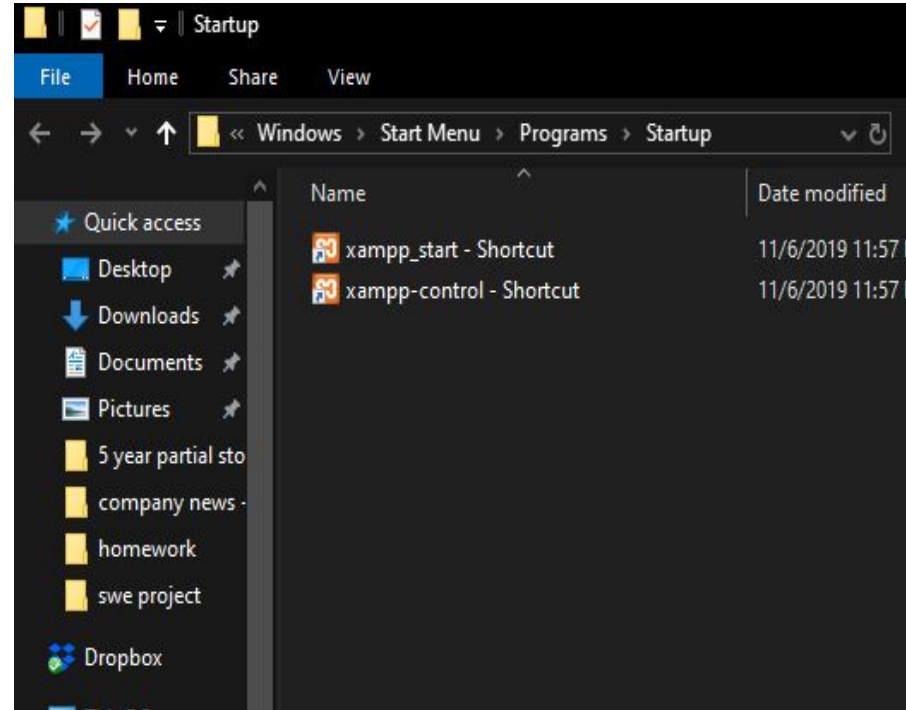 Startup
File Home Share View
« Windows > Start Menu > Programs > Startup
Name Date modified
Quick access
xampp_start - Shortcut 11/6/2019 11:57
Desktop
xampp-control - Shortcut 11/6/2019 11:57
Downloads
Documents
Pictures
5 year partial sto
company news -
homework
swe project
Dropbox